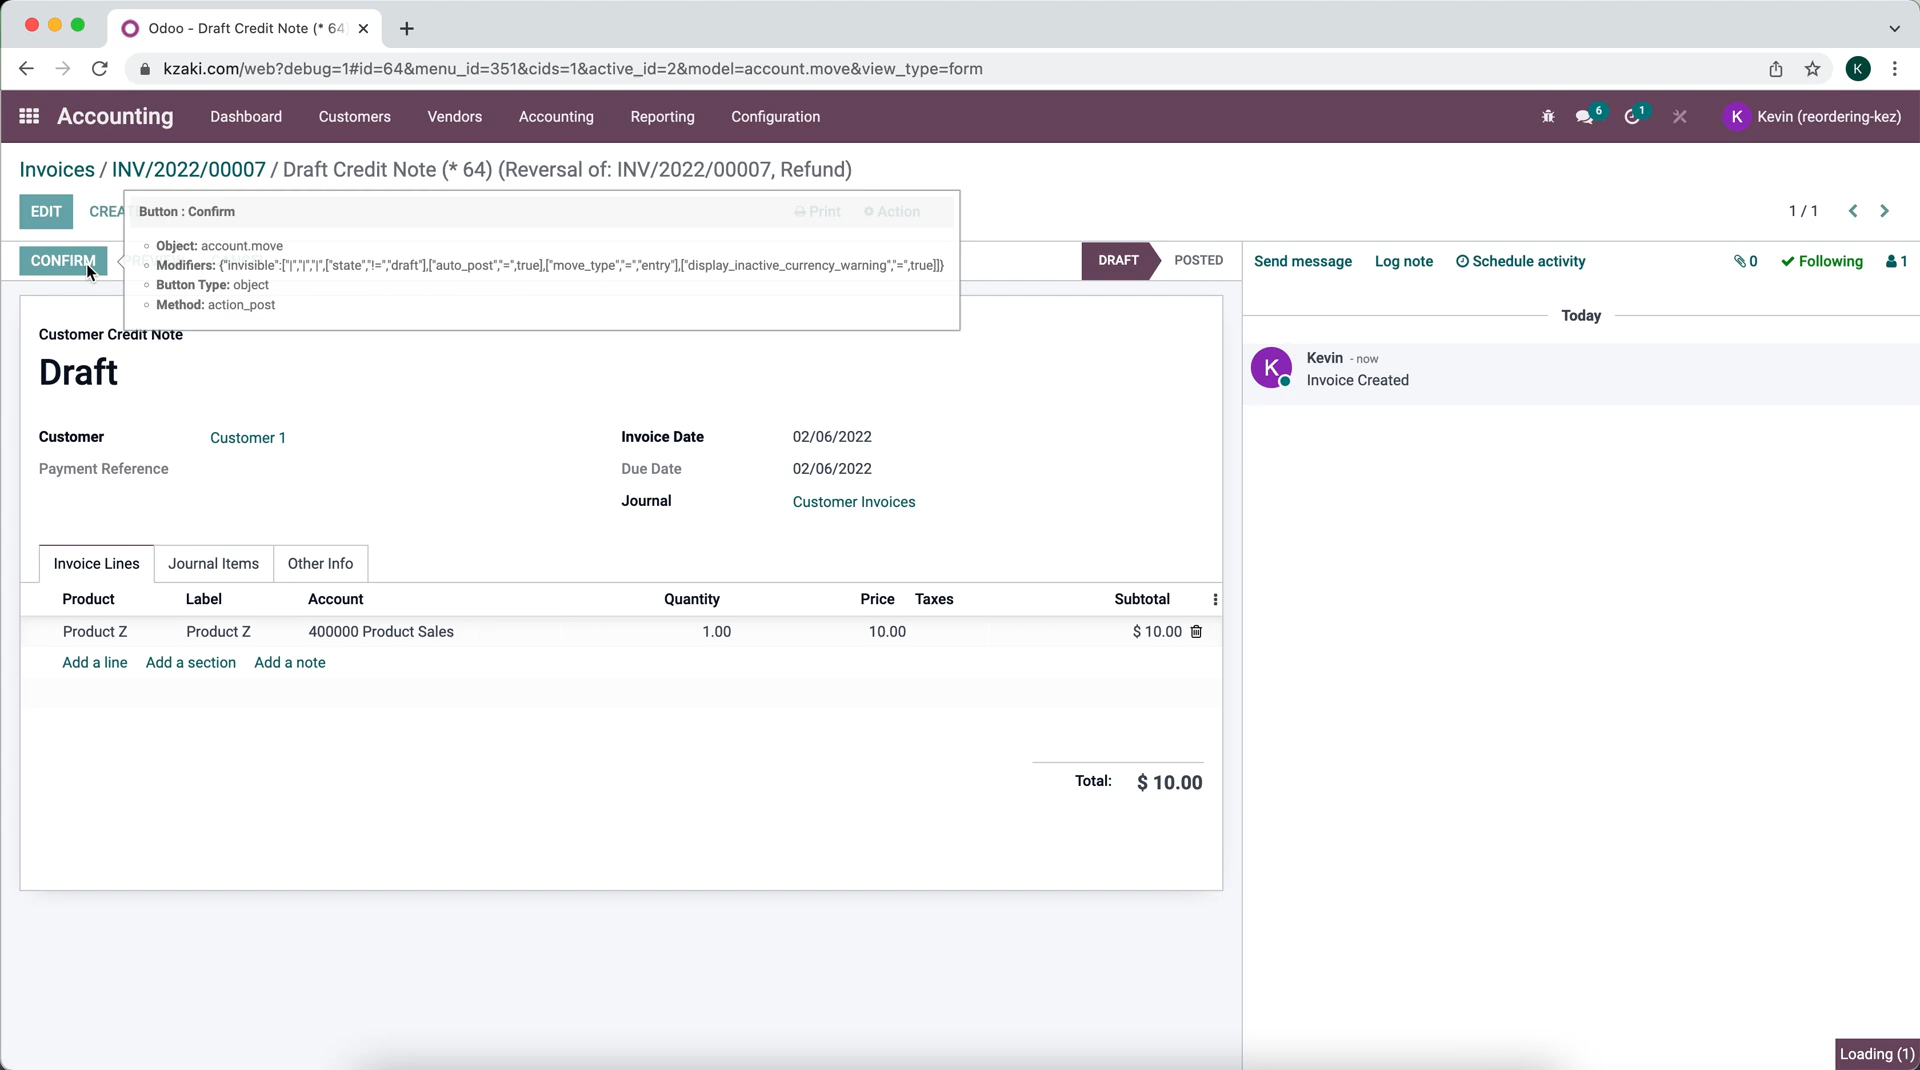 Odoo - Draft Credit Note (* 64
kzaki.com/web?debug=1#id=64&menu_id=351&cids=1&active_id=2&model=account.move&view_type=form
K
Accounting Dashboard Customers Vendors Accounting Reporting Configuration
6 1 K Kevin (reordering-kez)
Invoices / INV/2022/00007 / Draft Credit Note (* 64) (Reversal of: INV/2022/00007, Refund)
EDIT CREA Button : Confirm Print Action 1 / 1
Object: account.move
CONFIRM DRAFT POSTED Send message Log note Schedule activity 0 Following 1
Modifiers: {"invisible":["|","|","|",["state","!=","draft"],["auto_post","=",true],["move_type","=","entry"],["display_inactive_currency_warning","=",true]]}
Button Type: object
Method: action_post
Today
Customer Credit Note
Draft
Kevin - now
K
Invoice Created
Customer Customer 1 Invoice Date 02/06/2022
Payment Reference Due Date 02/06/2022
Journal Customer Invoices
Invoice Lines Journal Items Other Info
Product Label Account Quantity Price Taxes Subtotal
Product Z Product Z 400000 Product Sales 1.00 10.00 $ 10.00
Add a line Add a section Add a note
Total: $ 10.00
Loading (1)